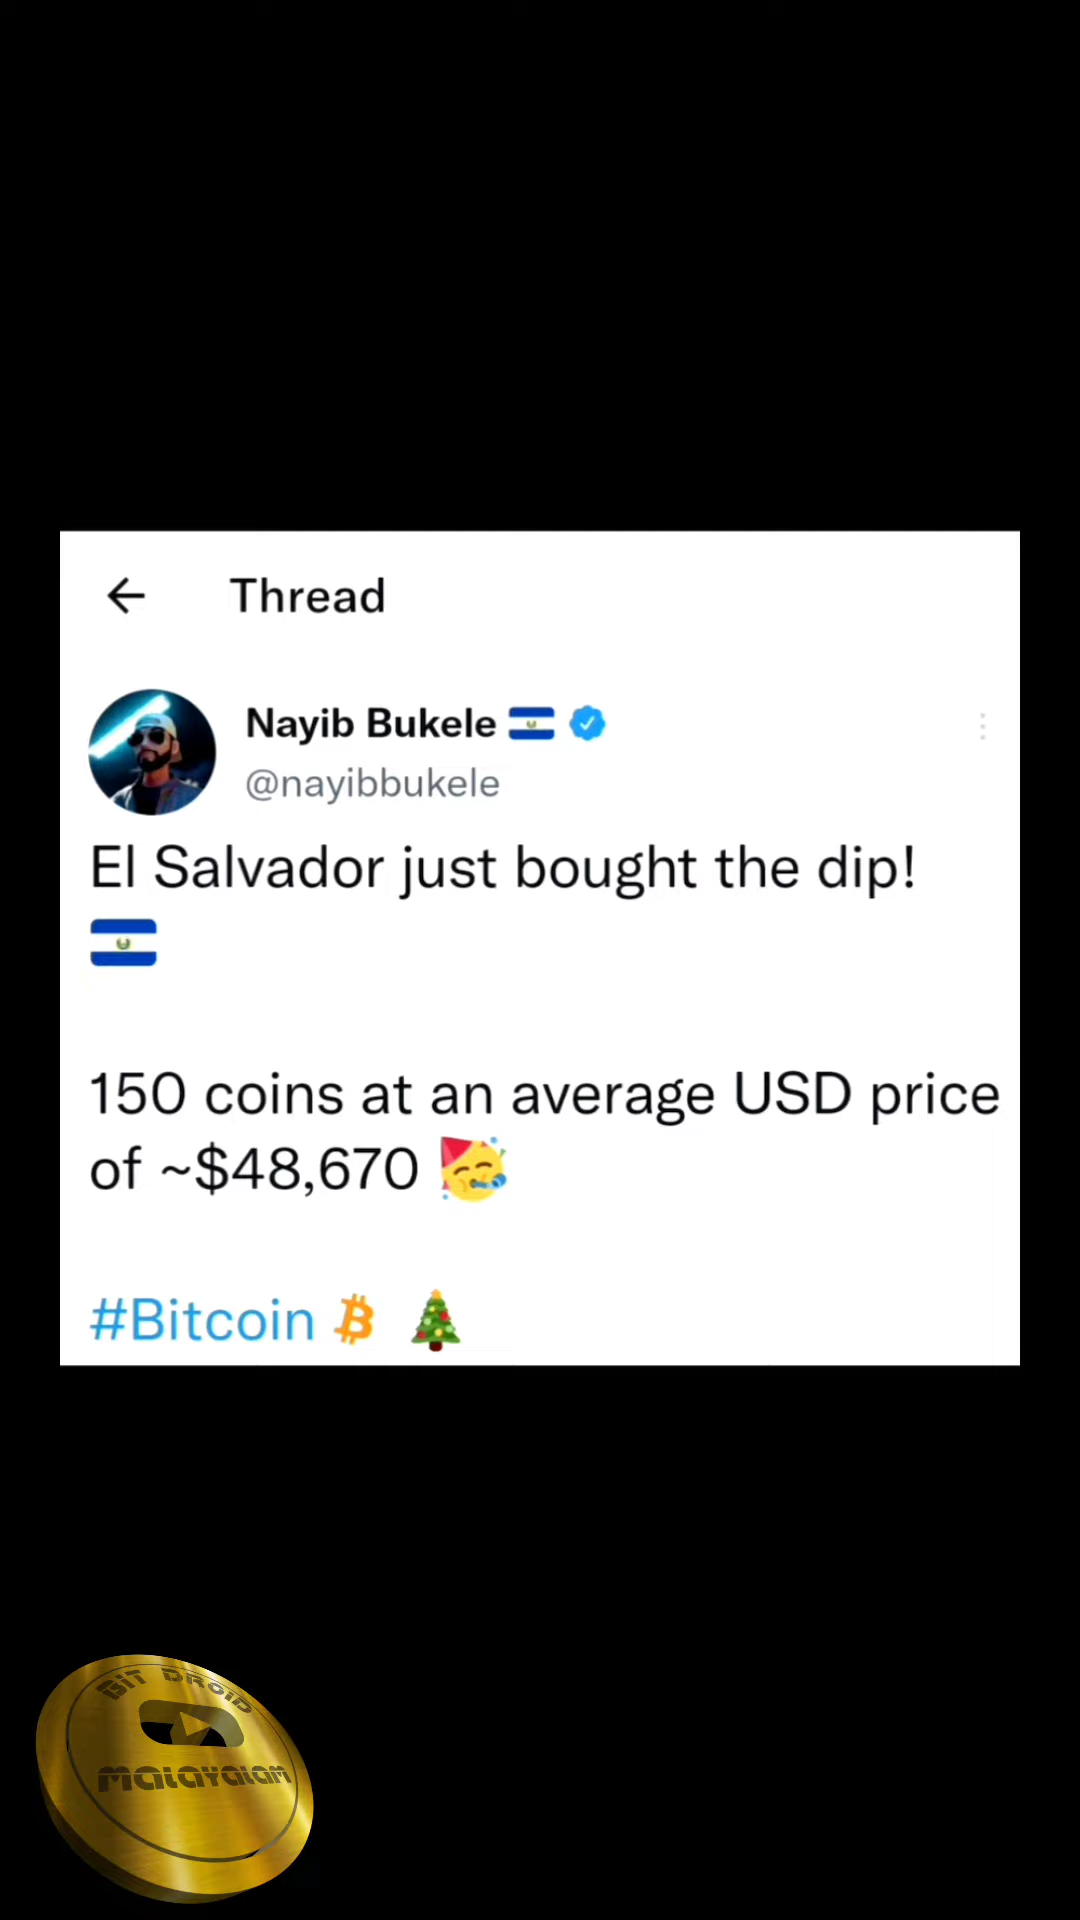 Thread
Nayib Bukele 🇸🇻
@nayibbukele
El Salvador just bought the dip!
🇸🇻
150 coins at an average USD price
of ~$48,670 🥳
#Bitcoin 🎄
BIT DROID
MALAYALAM